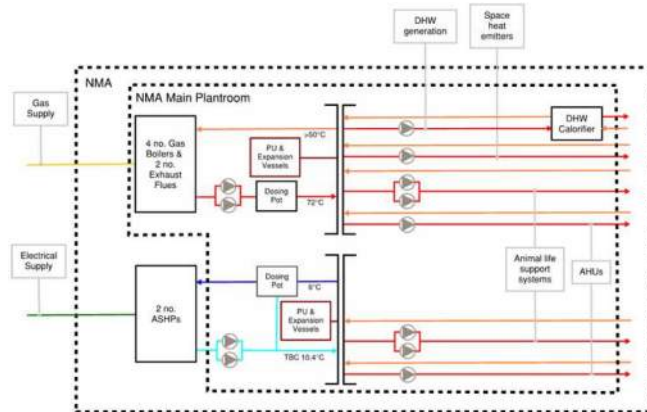 DHW
generation
Space
heat
emitters
NMA
Gas
Supply
NMA Main Plantroom
4 no. Gas
Boilers &
2 no.
Exhaust
Flues
>50°C
PU &
Expansion
Vessels
Dosing
Pot
72°C
DHW
Calorifier
Electrical
Supply
2 no.
ASHPs
Dosing
Pot
6°C
PU &
Expansion
Vessels
TBC 10.4°C
Animal life
support
systems
AHUs